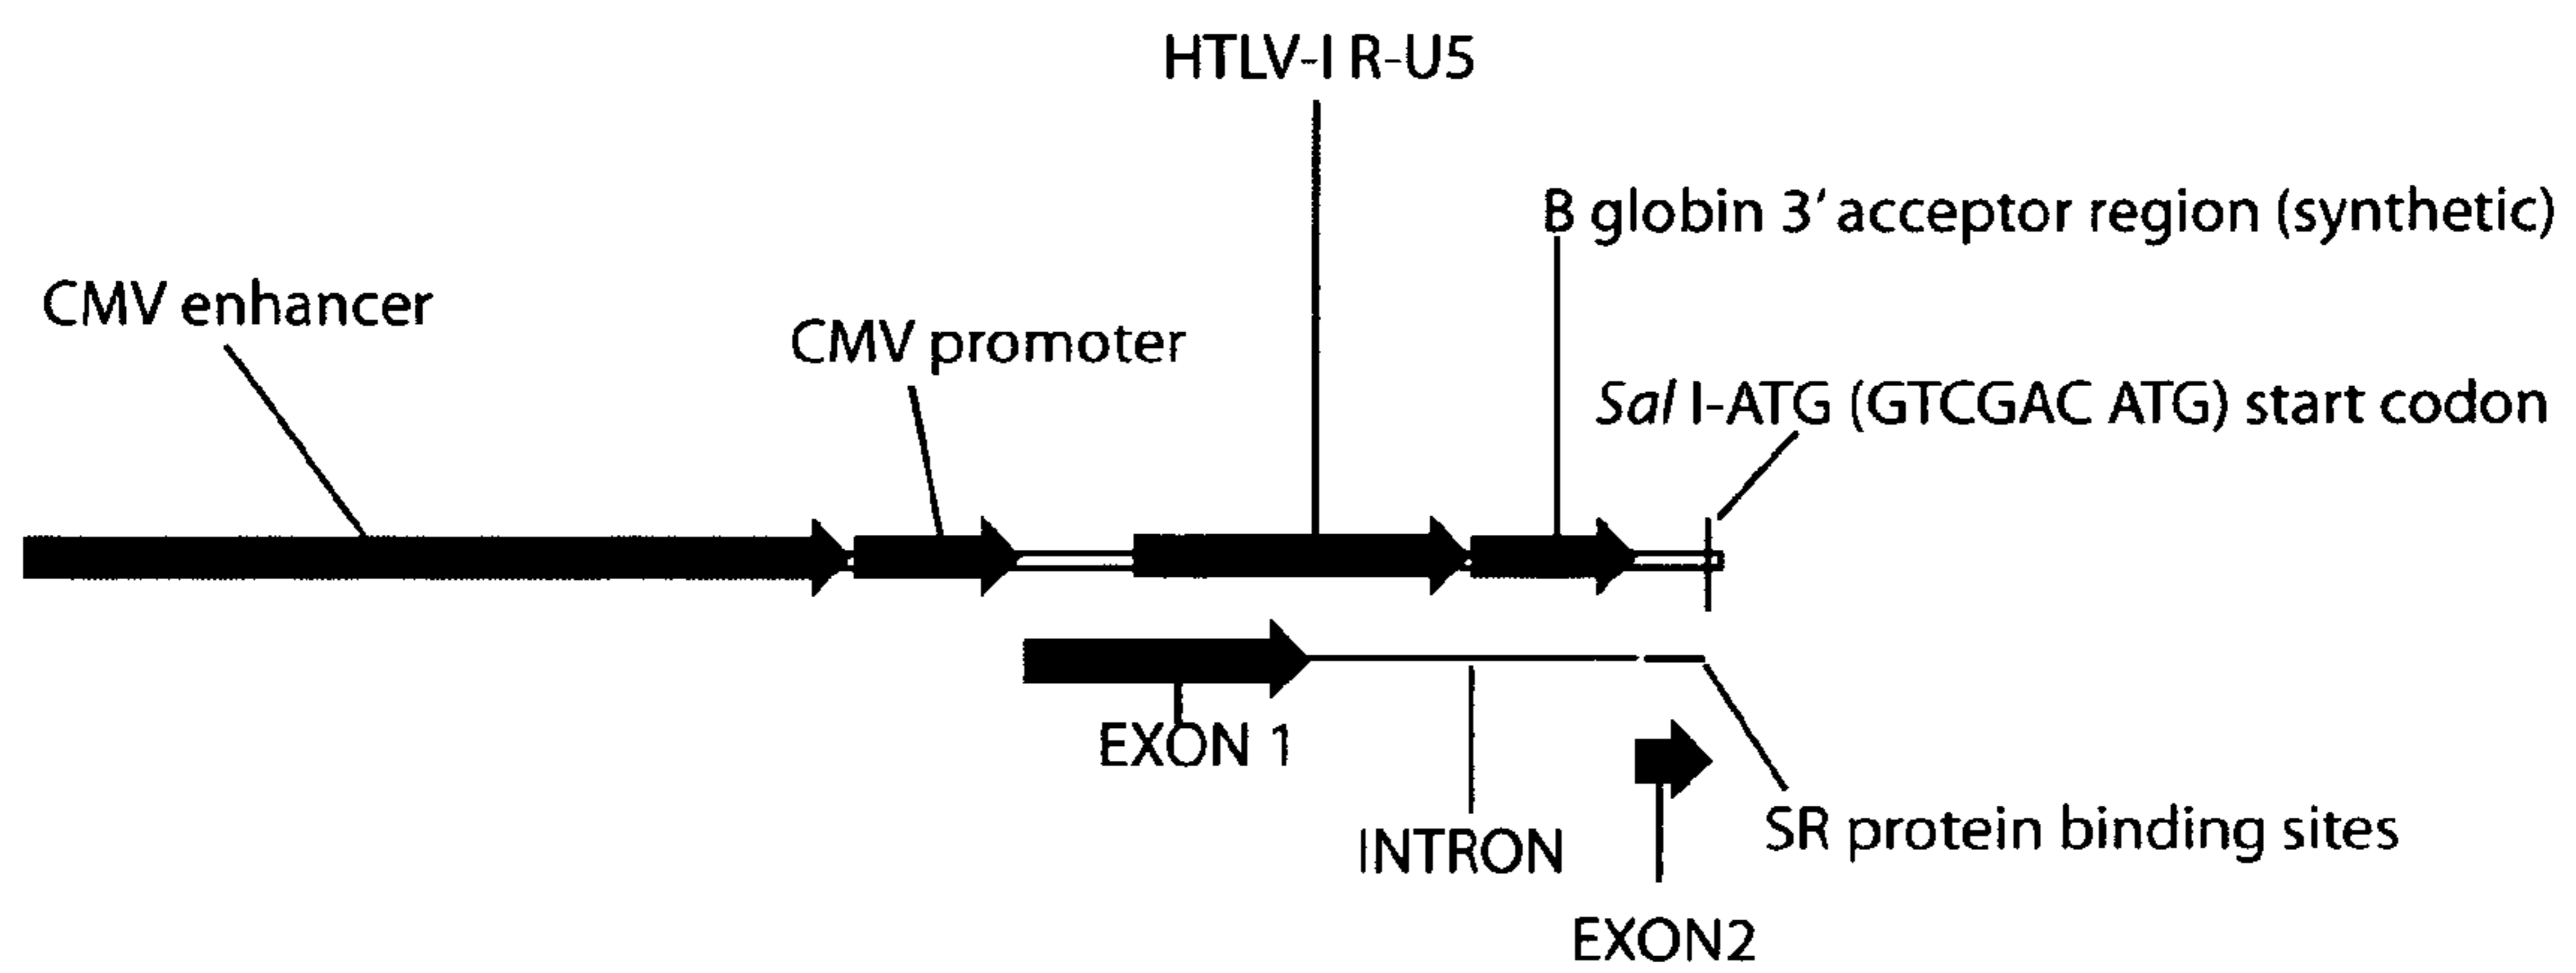 HTLV-I R-U5
B globin 3' acceptor region (synthetic)
CMV enhancer
CMV promoter
Sal I-ATG (GTCGAC ATG) start codon
EXON 1
INTRON
SR protein binding sites
EXON2